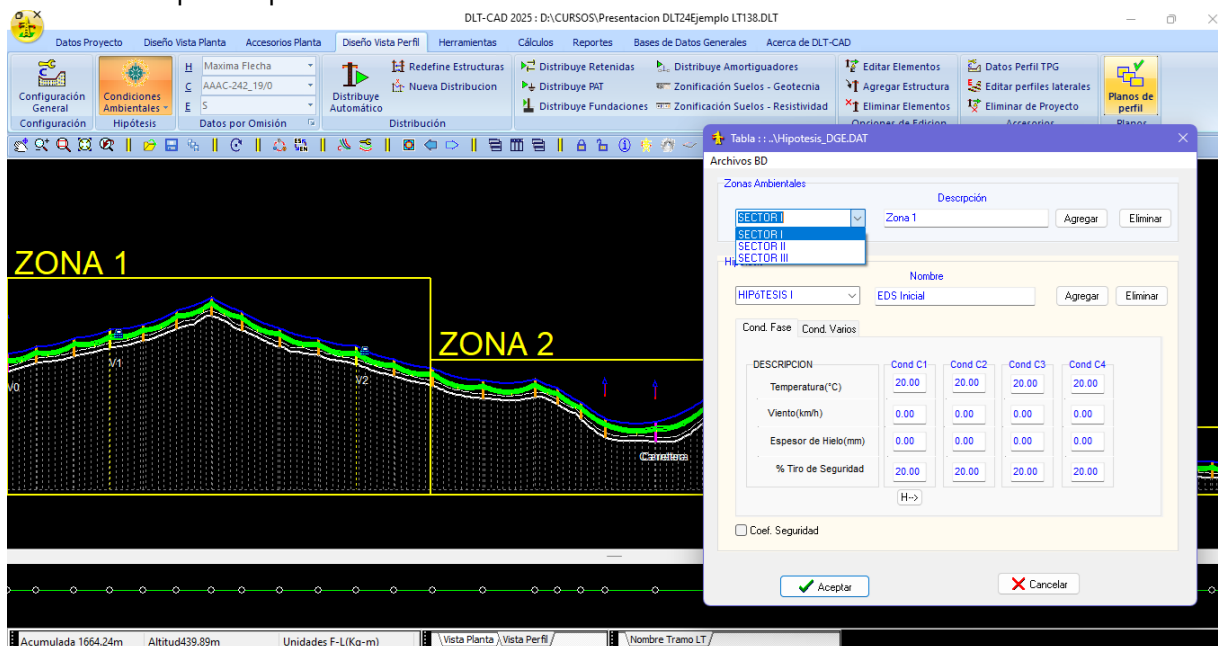 DLT-CAD 2025 : D:\CURSOS\Presentacion DLT24Ejemplo LT138.DLT
Datos Proyecto Diseño Vista Planta Accesorios Planta Diseño Vista Perfil Herramientas Cálculos Reportes Bases de Datos Generales Acerca de DLT-CAD
Configuración General
Condiciones Ambientales
H Maxima Flecha
C AAAC-242_19/0
E S
Distribuye Automático
Redefine Estructuras
Nueva Distribucion
Distribuye Retenidas
Distribuye PAT
Distribuye Fundaciones
Distribuye Amortiguadores
Zonificación Suelos - Geotecnia
Zonificación Suelos - Resistividad
Editar Elementos
Agregar Estructura
Eliminar Elementos
Datos Perfil TPG
Editar perfiles laterales
Eliminar de Proyecto
Planos de perfil
Configuración Hipótesis Datos por Omisión Distribución Opciones de Edicion Accesorios Planos
Tabla : : ..\Hipotesis_DGE.DAT
Archivos BD
Zonas Ambientales
Descrpción
SECTOR I Zona 1 Agregar Eliminar
SECTOR I
SECTOR II
SECTOR III
Nombre
HIPóTESIS I EDS Inicial Agregar Eliminar
Cond. Fase Cond. Varios
DESCRIPCION Cond C1 Cond C2 Cond C3 Cond C4
Temperatura(°C) 20.00 20.00 20.00 20.00
Viento(km/h) 0.00 0.00 0.00 0.00
Espesor de Hielo(mm) 0.00 0.00 0.00 0.00
% Tiro de Seguridad 20.00 20.00 20.00 20.00
H-->
Coef. Seguridad
Aceptar Cancelar
ZONA 1
ZONA 2
V0
V1
V2
Carretera
Acumulada 1664.24m Altitud439.89m Unidades F-L(Kg-m) Vista Planta Vista Perfil Nombre Tramo LT